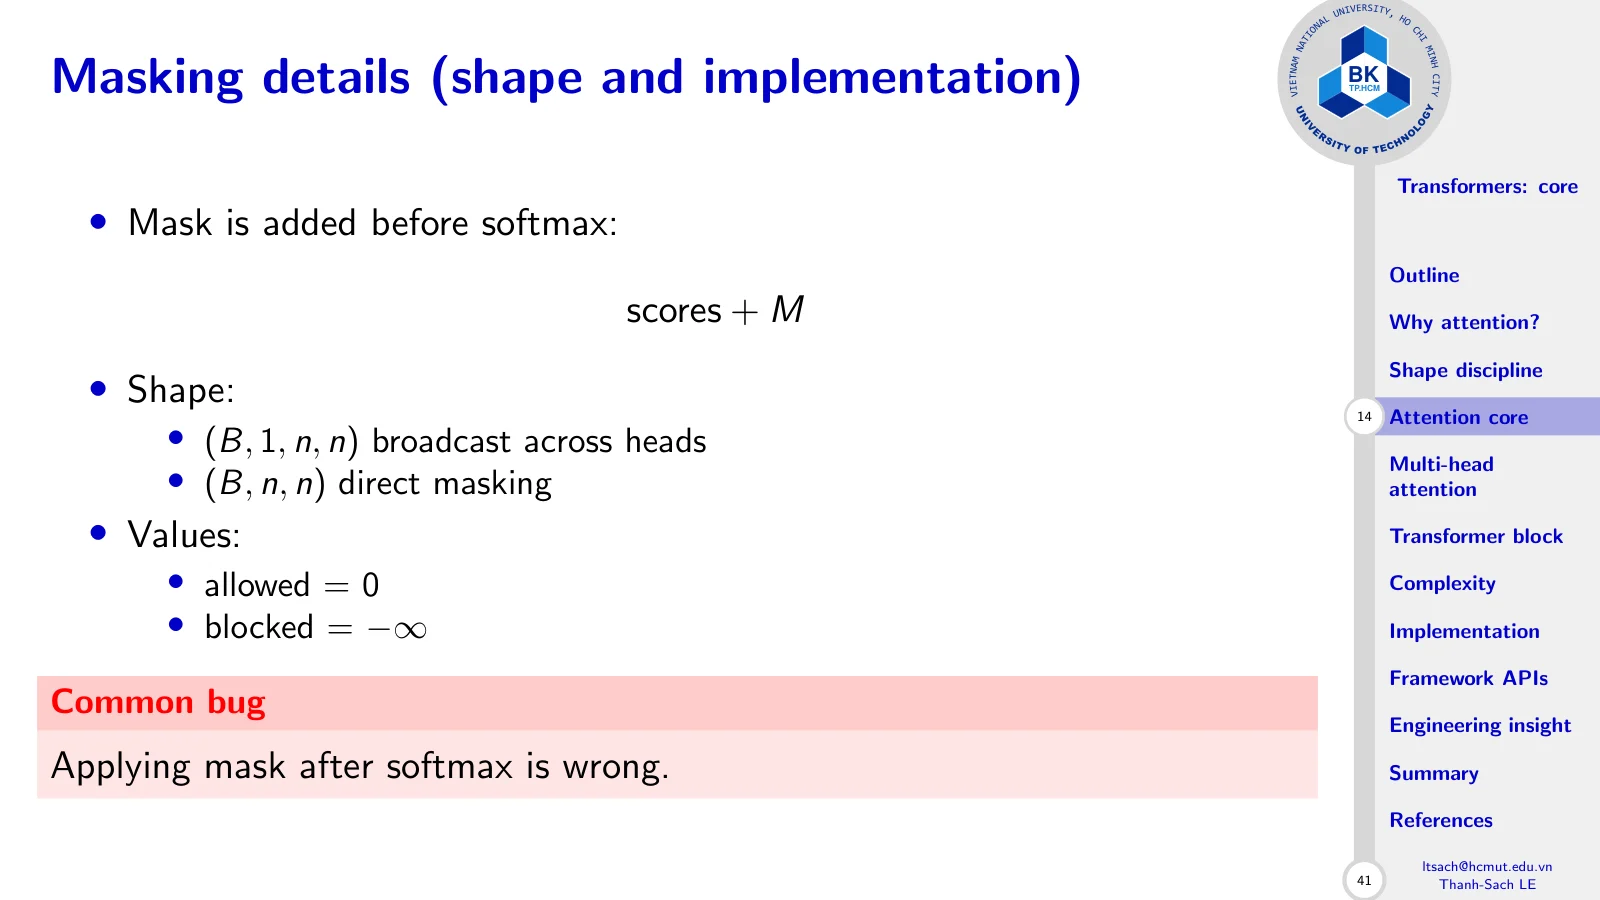 Masking details (shape and implementation)
• Mask is added before softmax:
scores + M
• Shape:
• (B, 1, n, n) broadcast across heads
• (B, n, n) direct masking
• Values:
• allowed = 0
• blocked = −∞
Common bug
Applying mask after softmax is wrong.
VIETNAM NATIONAL UNIVERSITY, HO CHI MINH CITY
BK
TP.HCM
UNIVERSITY OF TECHNOLOGY
Transformers: core
Outline
Why attention?
Shape discipline
14
Attention core
Multi-head
attention
Transformer block
Complexity
Implementation
Framework APIs
Engineering insight
Summary
References
41
ltsach@hcmut.edu.vn
Thanh-Sach LE